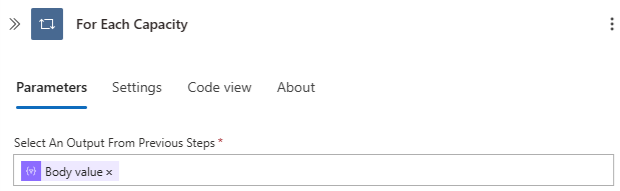 For Each Capacity
Parameters Settings Code view About
Select An Output From Previous Steps *
{v} Body value ×